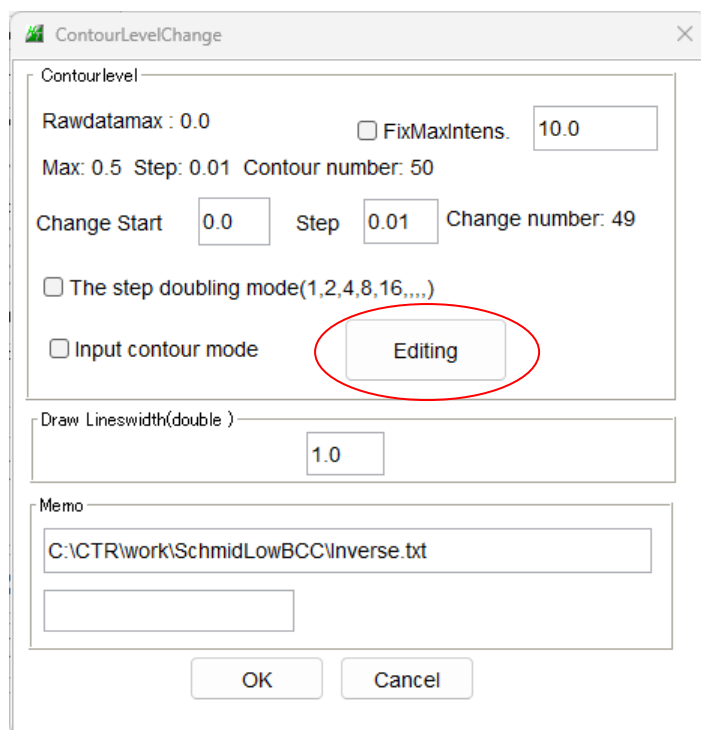 ContourLevelChange
Contourlevel
Rawdatamax : 0.0
FixMaxIntens. 10.0
Max: 0.5 Step: 0.01 Contour number: 50
Change Start 0.0 Step 0.01 Change number: 49
The step doubling mode(1,2,4,8,16,,,,)
Input contour mode Editing
Draw Lineswidth(double )
1.0
Memo
C:\CTR\work\SchmidLowBCC\Inverse.txt
OK Cancel